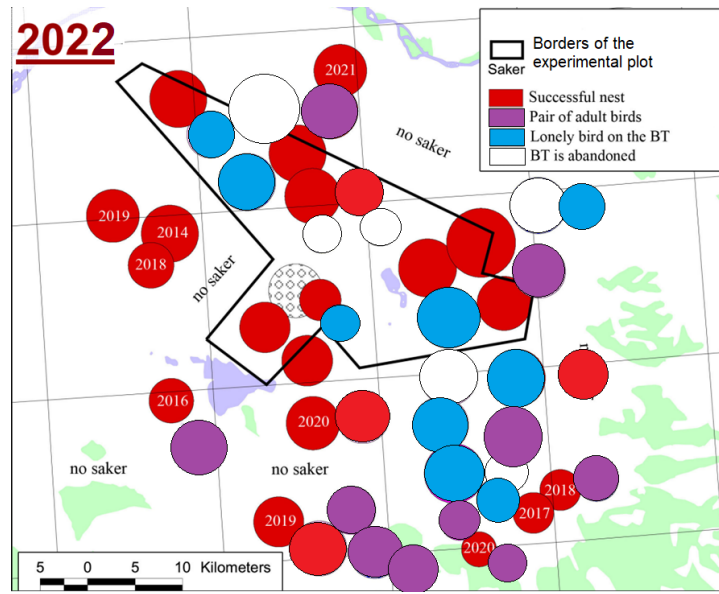 2022
Borders of the
experimental plot
Saker
Successful nest
Pair of adult birds
Lonely bird on the BT
BT is abandoned
2021
no saker
2019
2014
2018
no saker
2016
2020
no saker
no saker
2018
2017
2019
2020
5 0 5 10 Kilometers